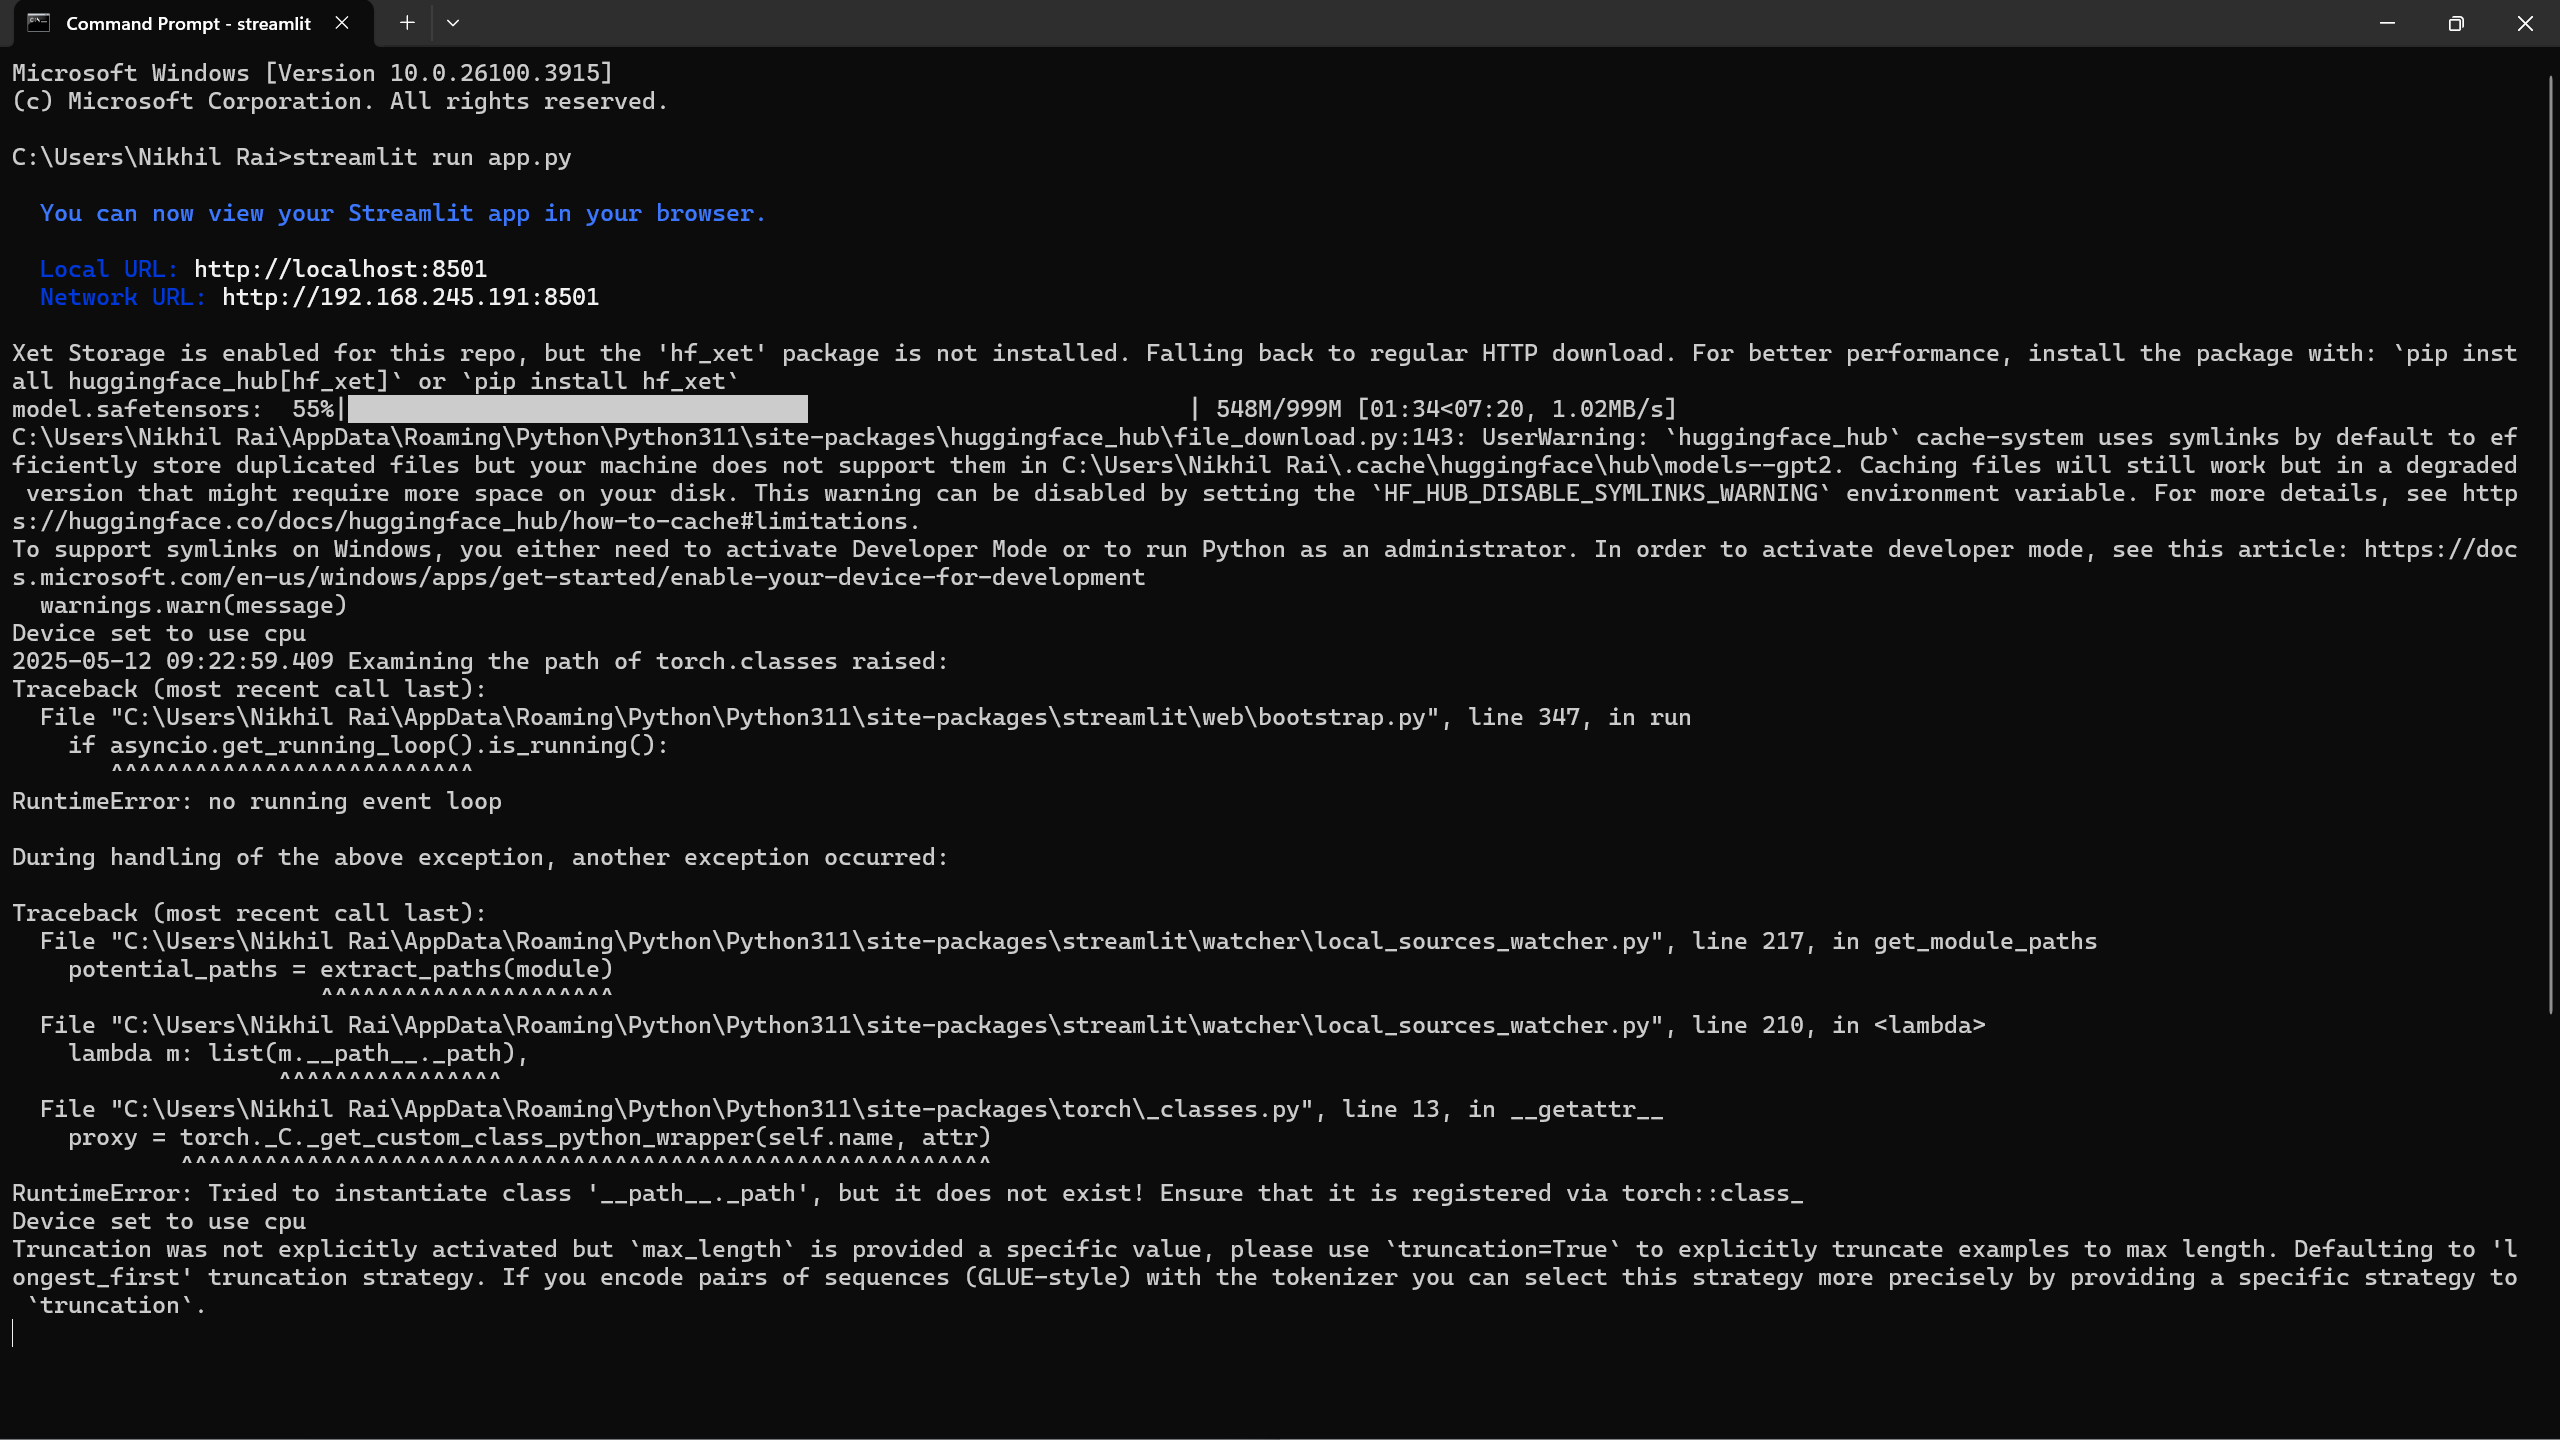 Command Prompt - streamlit
Microsoft Windows [Version 10.0.26100.3915]
(c) Microsoft Corporation. All rights reserved.
C:\Users\Nikhil Rai>streamlit run app.py
You can now view your Streamlit app in your browser.
Local URL: http://localhost:8501
Network URL: http://192.168.245.191:8501
Xet Storage is enabled for this repo, but the 'hf_xet' package is not installed. Falling back to regular HTTP download. For better performance, install the package with: `pip inst
all huggingface_hub[hf_xet]` or `pip install hf_xet`
model.safetensors:  55%|                                 | 548M/999M [01:34<07:20, 1.02MB/s]
C:\Users\Nikhil Rai\AppData\Roaming\Python\Python311\site-packages\huggingface_hub\file_download.py:143: UserWarning: `huggingface_hub` cache-system uses symlinks by default to ef
ficiently store duplicated files but your machine does not support them in C:\Users\Nikhil Rai\.cache\huggingface\hub\models--gpt2. Caching files will still work but in a degraded
 version that might require more space on your disk. This warning can be disabled by setting the `HF_HUB_DISABLE_SYMLINKS_WARNING` environment variable. For more details, see http
s://huggingface.co/docs/huggingface_hub/how-to-cache#limitations.
To support symlinks on Windows, you either need to activate Developer Mode or to run Python as an administrator. In order to activate developer mode, see this article: https://doc
s.microsoft.com/en-us/windows/apps/get-started/enable-your-device-for-development
  warnings.warn(message)
Device set to use cpu
2025-05-12 09:22:59.409 Examining the path of torch.classes raised:
Traceback (most recent call last):
  File "C:\Users\Nikhil Rai\AppData\Roaming\Python\Python311\site-packages\streamlit\web\bootstrap.py", line 347, in run
    if asyncio.get_running_loop().is_running():
       ^^^^^^^^^^^^^^^^^^^^^^^^^^
RuntimeError: no running event loop
During handling of the above exception, another exception occurred:
Traceback (most recent call last):
  File "C:\Users\Nikhil Rai\AppData\Roaming\Python\Python311\site-packages\streamlit\watcher\local_sources_watcher.py", line 217, in get_module_paths
    potential_paths = extract_paths(module)
                      ^^^^^^^^^^^^^^^^^^^^^
  File "C:\Users\Nikhil Rai\AppData\Roaming\Python\Python311\site-packages\streamlit\watcher\local_sources_watcher.py", line 210, in <lambda>
    lambda m: list(m.__path__._path),
                   ^^^^^^^^^^^^^^^^
  File "C:\Users\Nikhil Rai\AppData\Roaming\Python\Python311\site-packages\torch\_classes.py", line 13, in __getattr__
    proxy = torch._C._get_custom_class_python_wrapper(self.name, attr)
            ^^^^^^^^^^^^^^^^^^^^^^^^^^^^^^^^^^^^^^^^^^^^^^^^^^^^^^^^^^
RuntimeError: Tried to instantiate class '__path__._path', but it does not exist! Ensure that it is registered via torch::class_
Device set to use cpu
Truncation was not explicitly activated but `max_length` is provided a specific value, please use `truncation=True` to explicitly truncate examples to max length. Defaulting to 'l
ongest_first' truncation strategy. If you encode pairs of sequences (GLUE-style) with the tokenizer you can select this strategy more precisely by providing a specific strategy to
 `truncation`.